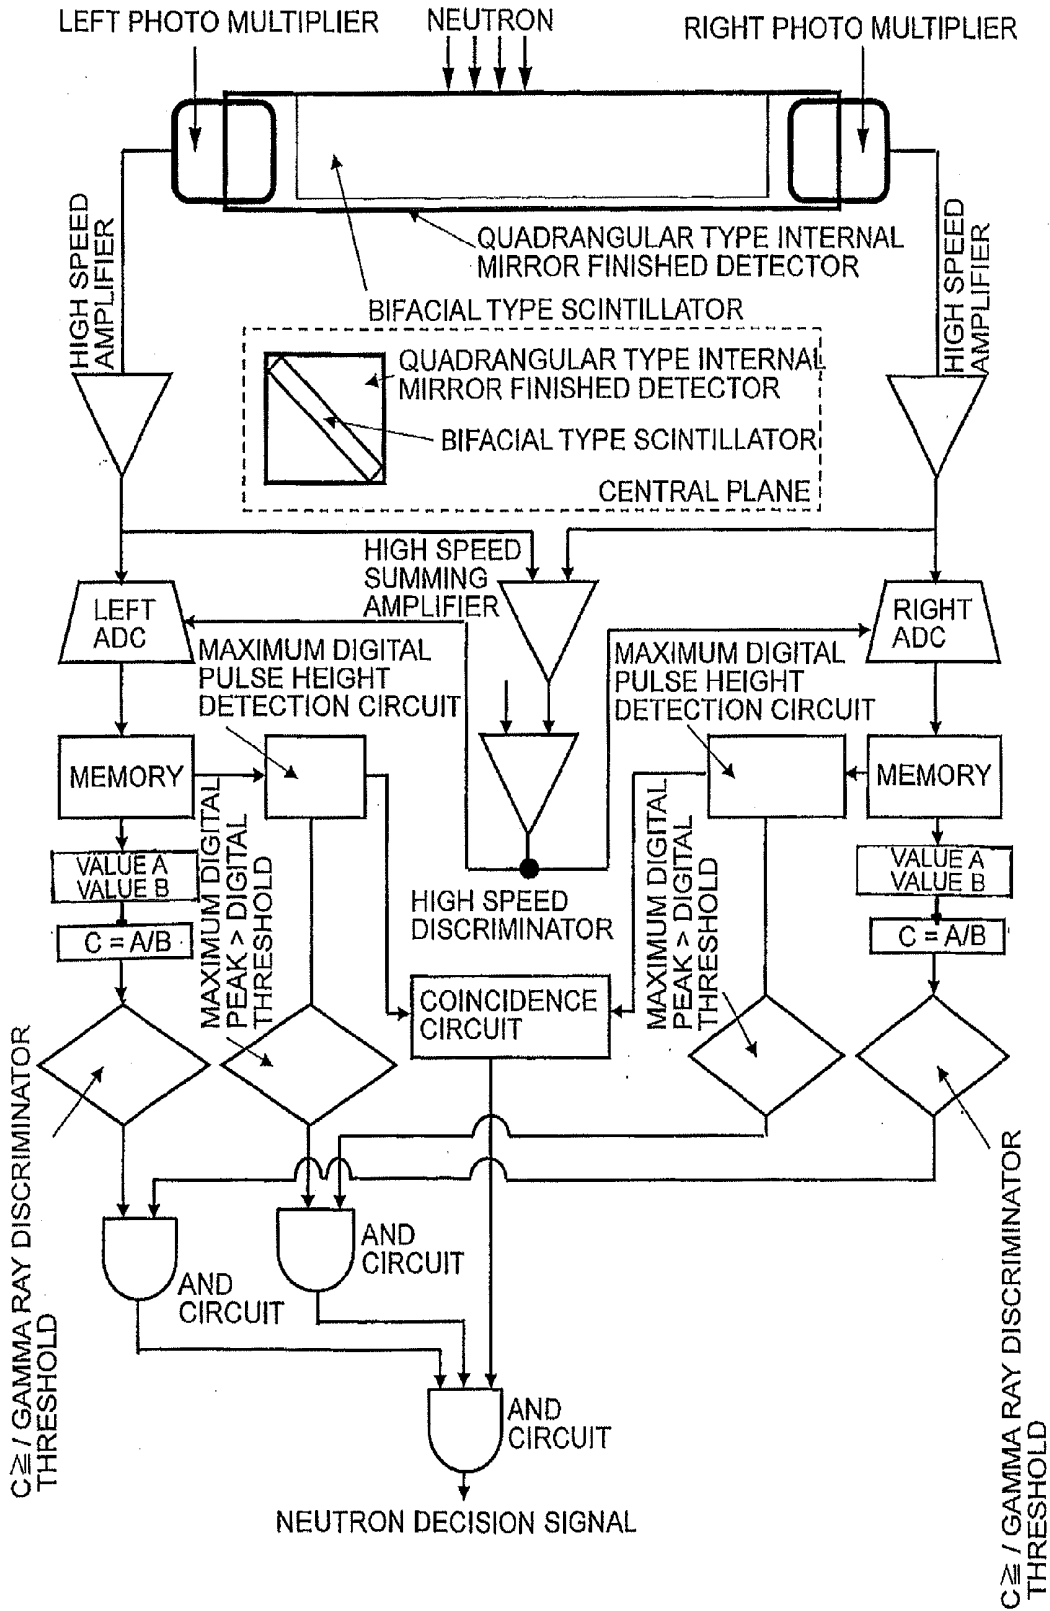 LEFT PHOTO MULTIPLIER
NEUTRON
RIGHT PHOTO MULTIPLIER
HIGH SPEED
AMPLIFIER
QUADRANGULAR TYPE INTERNAL
MIRROR FINISHED DETECTOR
BIFACIAL TYPE SCINTILLATOR
HIGH SPEED
AMPLIFIER
QUADRANGULAR TYPE INTERNAL
MIRROR FINISHED DETECTOR
BIFACIAL TYPE SCINTILLATOR
CENTRAL PLANE
HIGH SPEED
SUMMING
AMPLIFIER
LEFT
ADC
RIGHT
ADC
MAXIMUM DIGITAL
PULSE HEIGHT
DETECTION CIRCUIT
MAXIMUM DIGITAL
PULSE HEIGHT
DETECTION CIRCUIT
MEMORY
MEMORY
VALUE A
VALUE B
C = A/B
MAXIMUM DIGITAL
PEAK > DIGITAL
THRESHOLD
HIGH SPEED
DISCRIMINATOR
MAXIMUM DIGITAL
PEAK > DIGITAL
THRESHOLD
VALUE A
VALUE B
C = A/B
COINCIDENCE
CIRCUIT
C≧/ GAMMA RAY DISCRIMINATOR
THRESHOLD
C≧/ GAMMA RAY DISCRIMINATOR
THRESHOLD
AND
CIRCUIT
AND
CIRCUIT
AND
CIRCUIT
NEUTRON DECISION SIGNAL